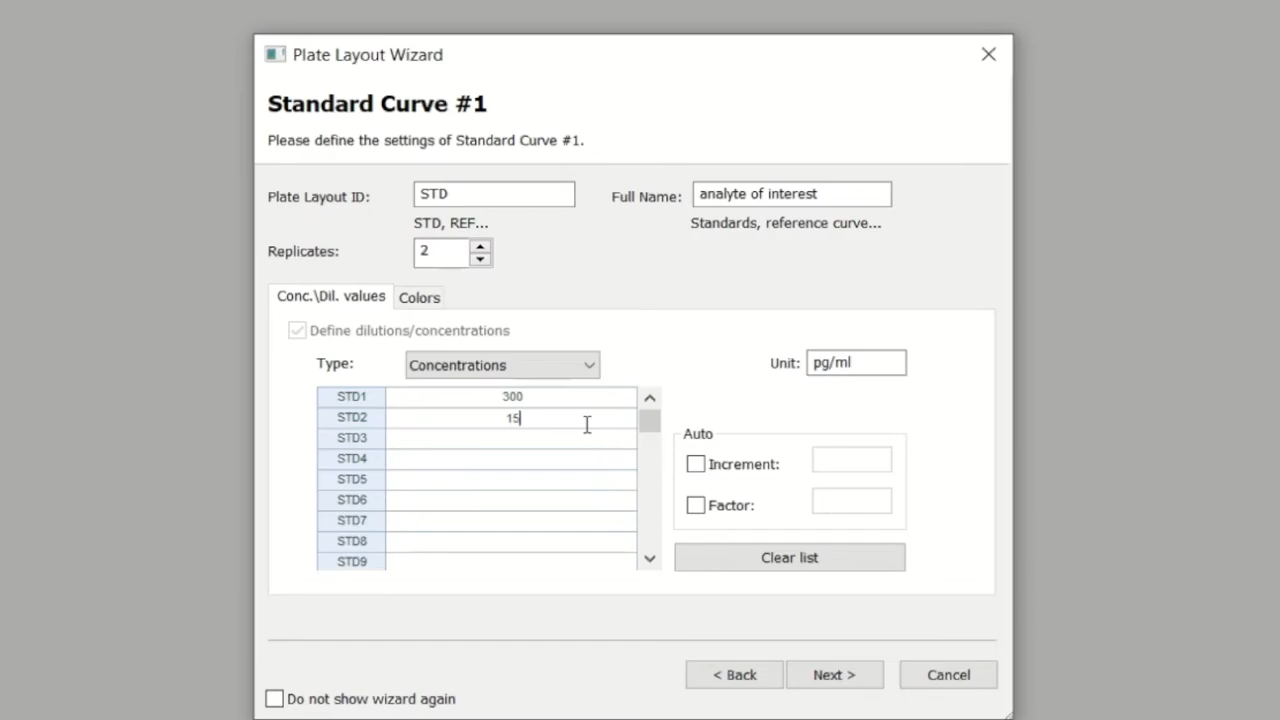 Plate Layout Wizard
Standard Curve #1
Please define the settings of Standard Curve #1.
Plate Layout ID: STD Full Name: analyte of interest
STD, REF... Standards, reference curve...
Replicates: 2
Conc.\Dil. values Colors
Define dilutions/concentrations
Type: Concentrations Unit: pg/ml
STD1 300
STD2 15
STD3
STD4
STD5
STD6
STD7
STD8
STD9
Auto
Increment:
Factor:
Clear list
< Back Next > Cancel
Do not show wizard again